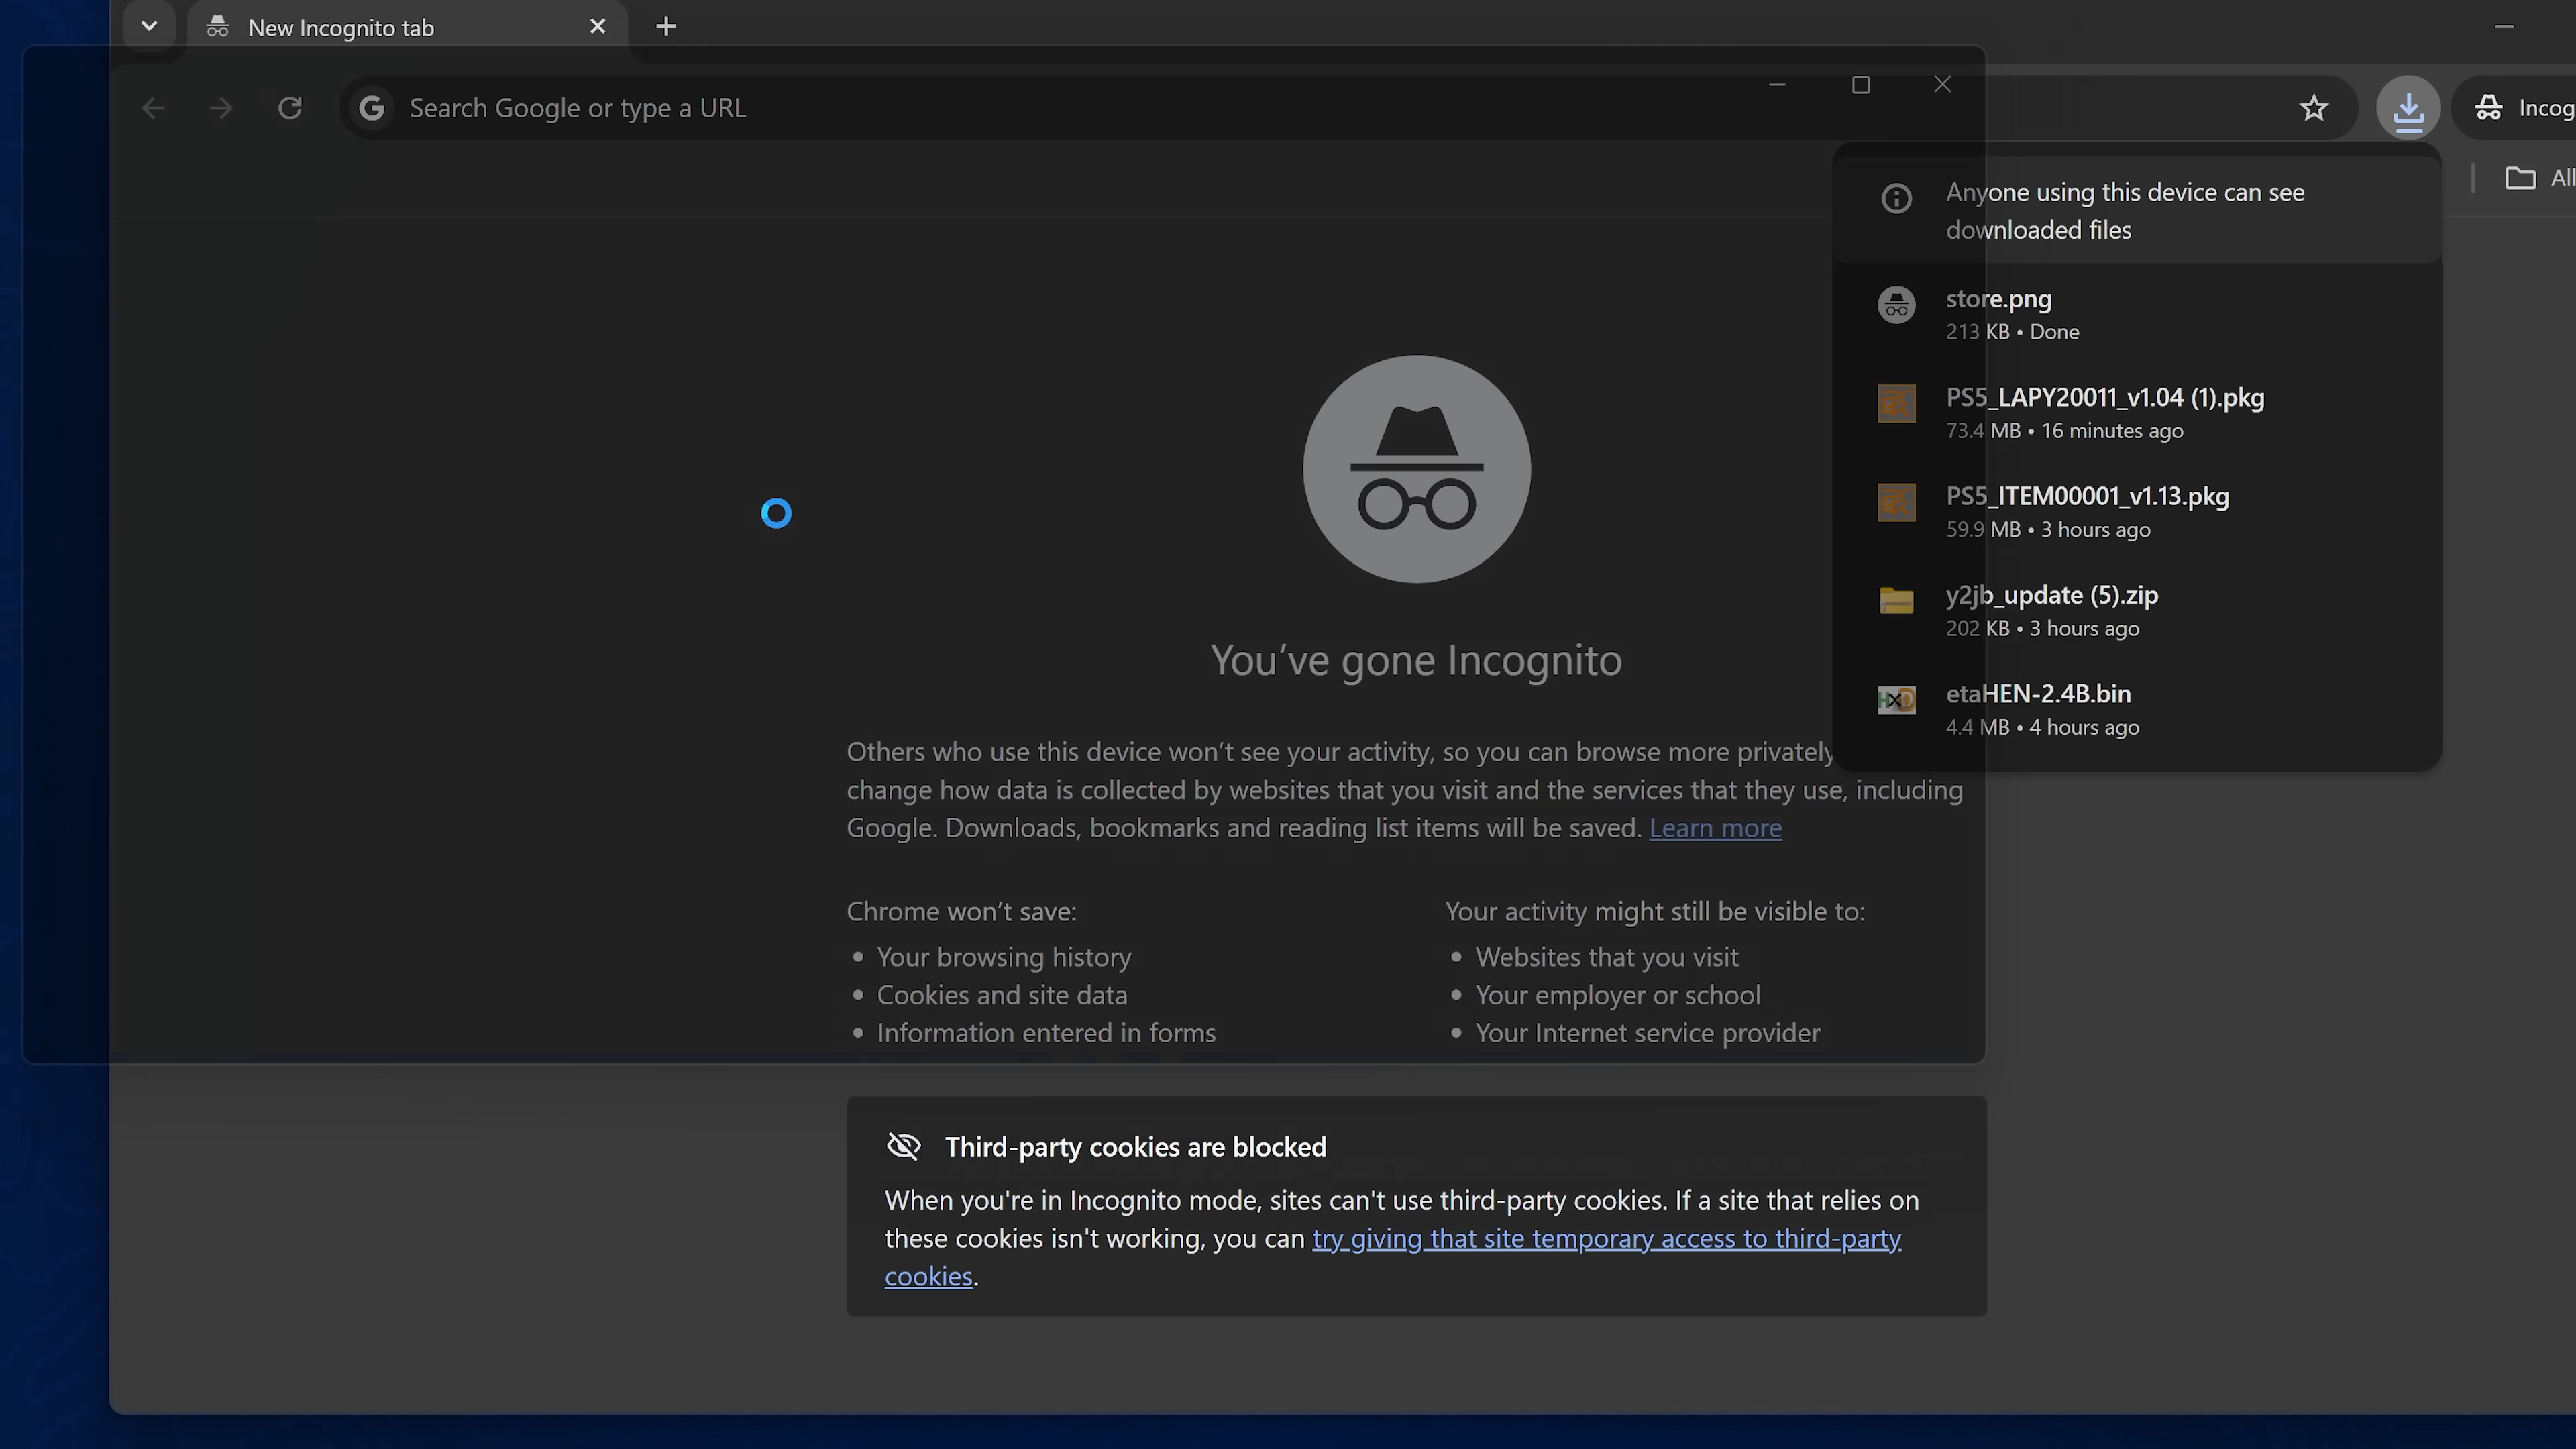 New Incognito tab
Search Google or type a URL
Incog
All
Anyone using this device can see
downloaded files
store.png
213 KB • Done
PS5_LAPY20011_v1.04 (1).pkg
73.4 MB • 16 minutes ago
PS5_ITEM00001_v1.13.pkg
59.9 MB • 3 hours ago
y2jb_update (5).zip
202 KB • 3 hours ago
etaHEN-2.4B.bin
4.4 MB • 4 hours ago
You’ve gone Incognito
Others who use this device won’t see your activity, so you can browse more privately
change how data is collected by websites that you visit and the services that they use, including
Google. Downloads, bookmarks and reading list items will be saved. Learn more
Chrome won’t save:
• Your browsing history
• Cookies and site data
• Information entered in forms
Your activity might still be visible to:
• Websites that you visit
• Your employer or school
• Your Internet service provider
Third-party cookies are blocked
When you're in Incognito mode, sites can't use third-party cookies. If a site that relies on
these cookies isn't working, you can try giving that site temporary access to third-party
cookies.